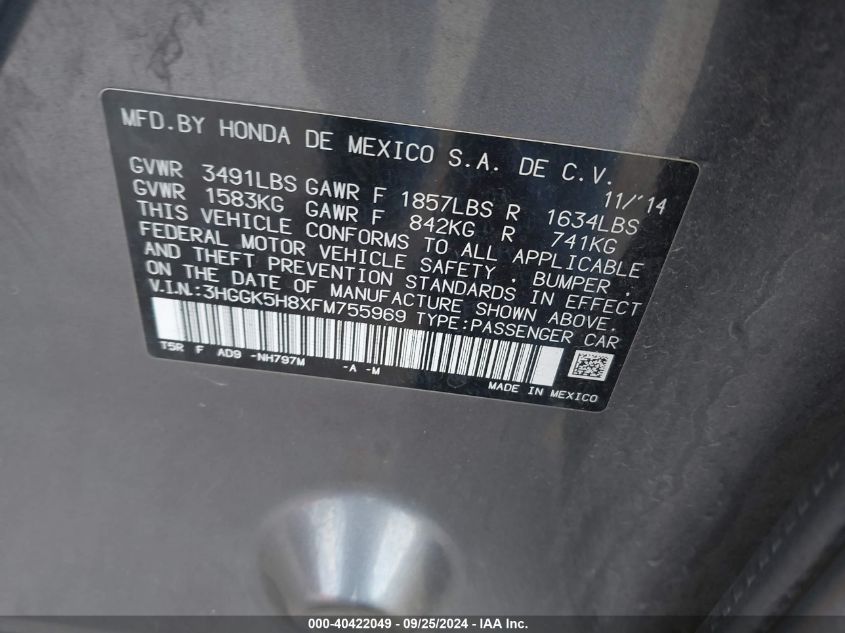 MFD.BY HONDA DE MEXICO S.A. DE C.V.
11/'14
GVWR 3491LBS GAWR F 1857LBS R 1634LBS
GVWR 1583KG GAWR F 842KG R 741KG
THIS VEHICLE CONFORMS TO ALL APPLICABLE
FEDERAL MOTOR VEHICLE SAFETY , BUMPER ,
AND THEFT PREVENTION STANDARDS IN EFFECT
ON THE DATE OF MANUFACTURE SHOWN ABOVE.
V.I.N.:3HGGK5H8XFM755969 TYPE:PASSENGER CAR
T5R F AD9 -NH797M -A -M
MADE IN MEXICO
000-40422049 - 09/25/2024 - IAA Inc.